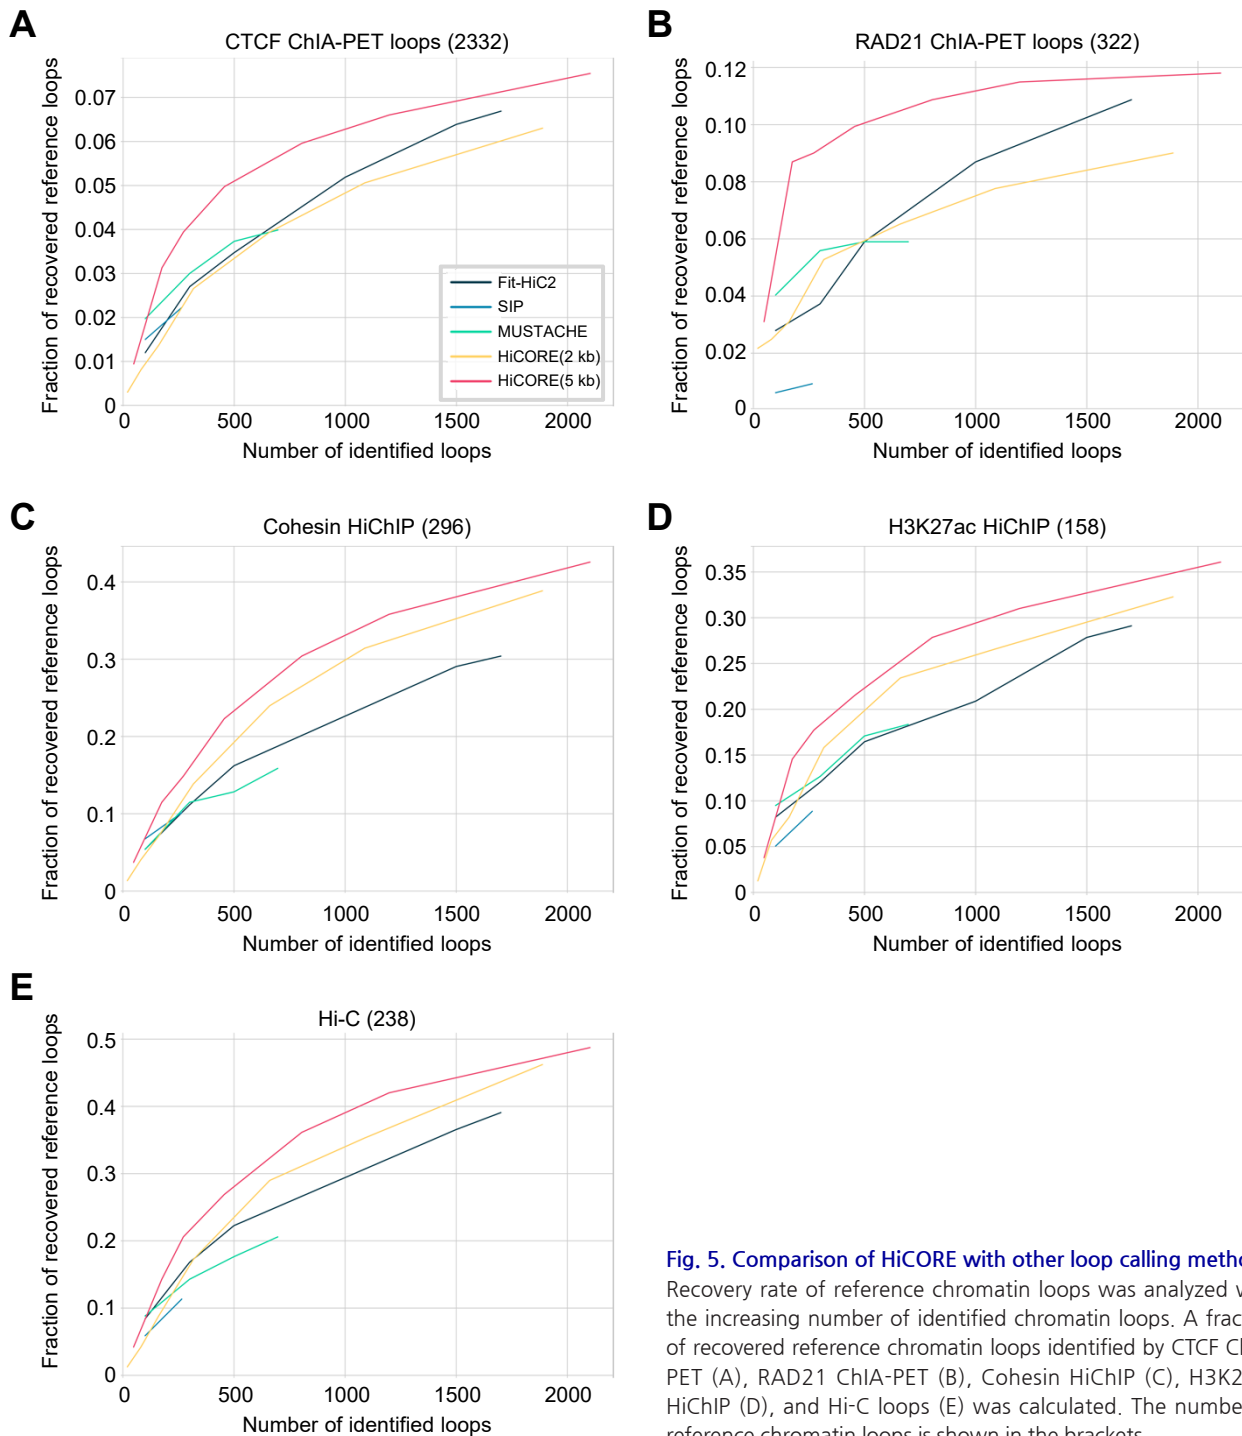 A
CTCF ChIA-PET loops (2332)
Fraction of recovered reference loops
0.07
0.06
0.05
0.04
0.03
0.02
0.01
0
Fit-HiC2
SIP
MUSTACHE
HiCORE(2 kb)
HiCORE(5 kb)
0 500 1000 1500 2000
Number of identified loops
B
RAD21 ChIA-PET loops (322)
Fraction of recovered reference loops
0.12
0.10
0.08
0.06
0.04
0.02
0
0 500 1000 1500 2000
Number of identified loops
C
Cohesin HiChIP (296)
Fraction of recovered reference loops
0.4
0.3
0.2
0.1
0
0 500 1000 1500 2000
Number of identified loops
D
H3K27ac HiChIP (158)
Fraction of recovered reference loops
0.35
0.30
0.25
0.20
0.15
0.10
0.05
0
0 500 1000 1500 2000
Number of identified loops
E
Hi-C (238)
Fraction of recovered reference loops
0.5
0.4
0.3
0.2
0.1
0
0 500 1000 1500 2000
Number of identified loops
Fig. 5. Comparison of HiCORE with other loop calling
Recovery rate of reference chromatin loops was analyzed
the increasing number of identified chromatin loops. A
of recovered reference chromatin loops identified by CTCF
PET (A), RAD21 ChIA-PET (B), Cohesin HiChIP (C),
HiChIP (D), and Hi-C loops (E) was calculated. The number
reference chromatin loops is shown in the brackets